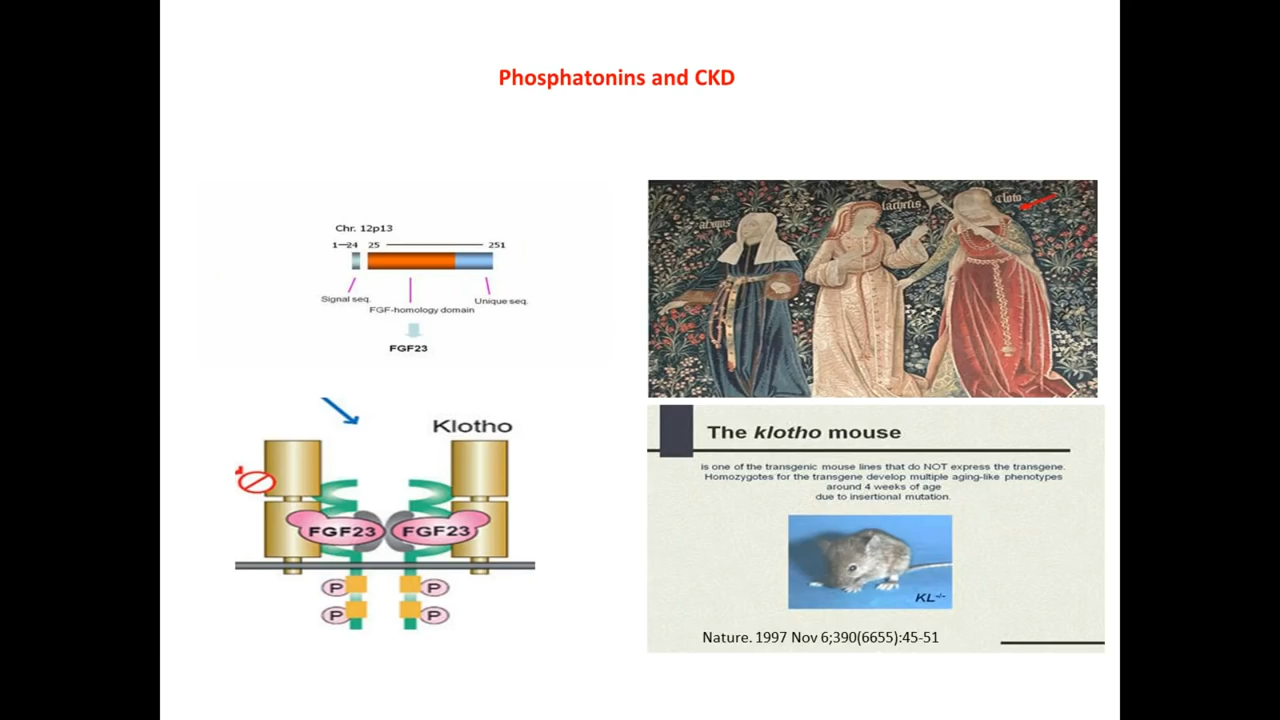 Phosphatonins and CKD
Chr. 12p13
1 24 25 251
Signal seq.
FGF-homology domain
Unique seq.
FGF23
lachesis
Cloto
Klotho
FGF23 FGF23
P P
P P
The klotho mouse
is one of the transgenic mouse lines that do NOT express the transgene.
Homozygotes for the transgene develop multiple aging-like phenotypes
around 4 weeks of age
due to insertional mutation.
KL-/-
Nature. 1997 Nov 6;390(6655):45-51